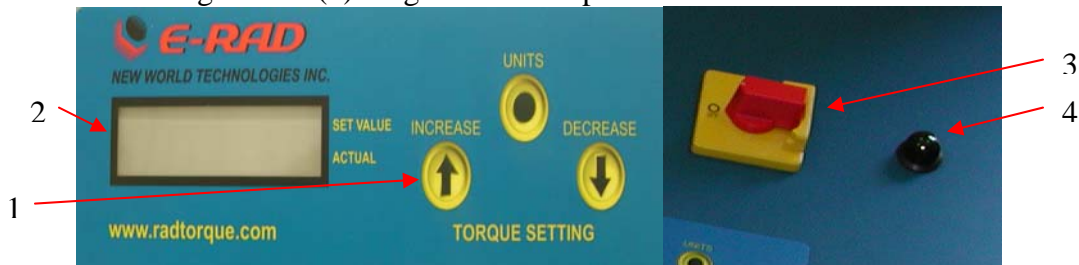 E-RAD
NEW WORLD TECHNOLOGIES INC.
UNITS
SET VALUE
ACTUAL
INCREASE
DECREASE
www.radtorque.com
TORQUE SETTING
UNITS
1
2
3
4